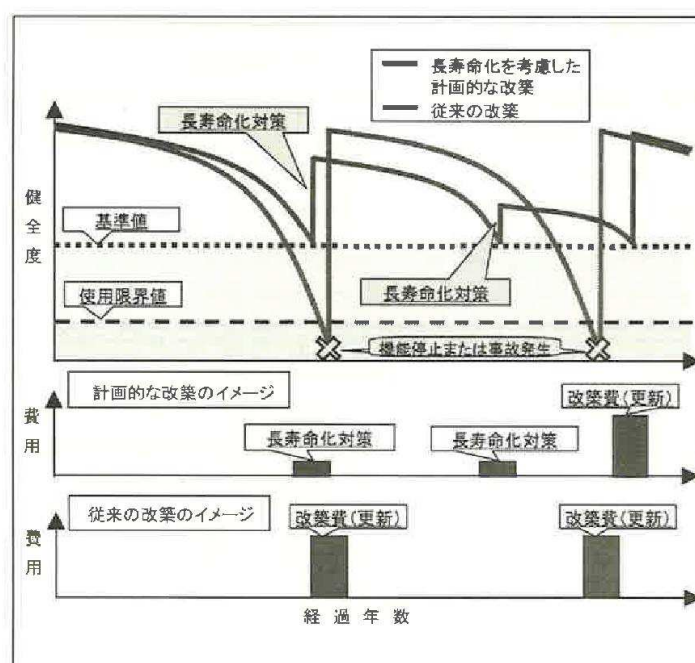 長寿命化を考慮した
計画的な改築
従来の改築
長寿命化対策
健全度
基準値
長寿命化対策
使用限界値
機能停止または事故発生
計画的な改築のイメージ
改築費(更新)
費用
長寿命化対策
長寿命化対策
従来の改築のイメージ
改築費(更新)
改築費(更新)
費用
経過年数